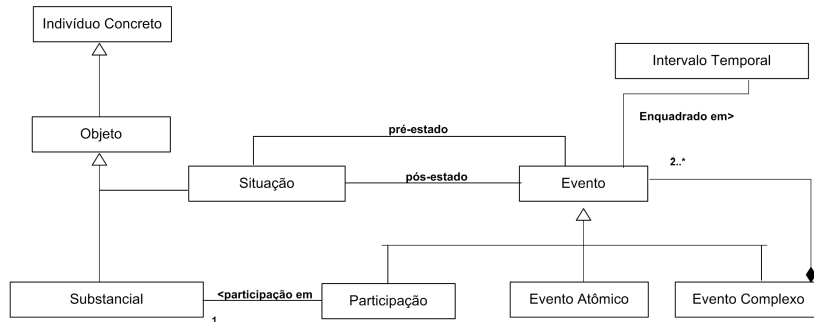 Indivíduo Concreto
Intervalo Temporal
Enquadrado em>
Objeto
pré-estado
2..*
Situação
pós-estado
Evento
Substancial
<participação em
1
Participação
Evento Atômico
Evento Complexo